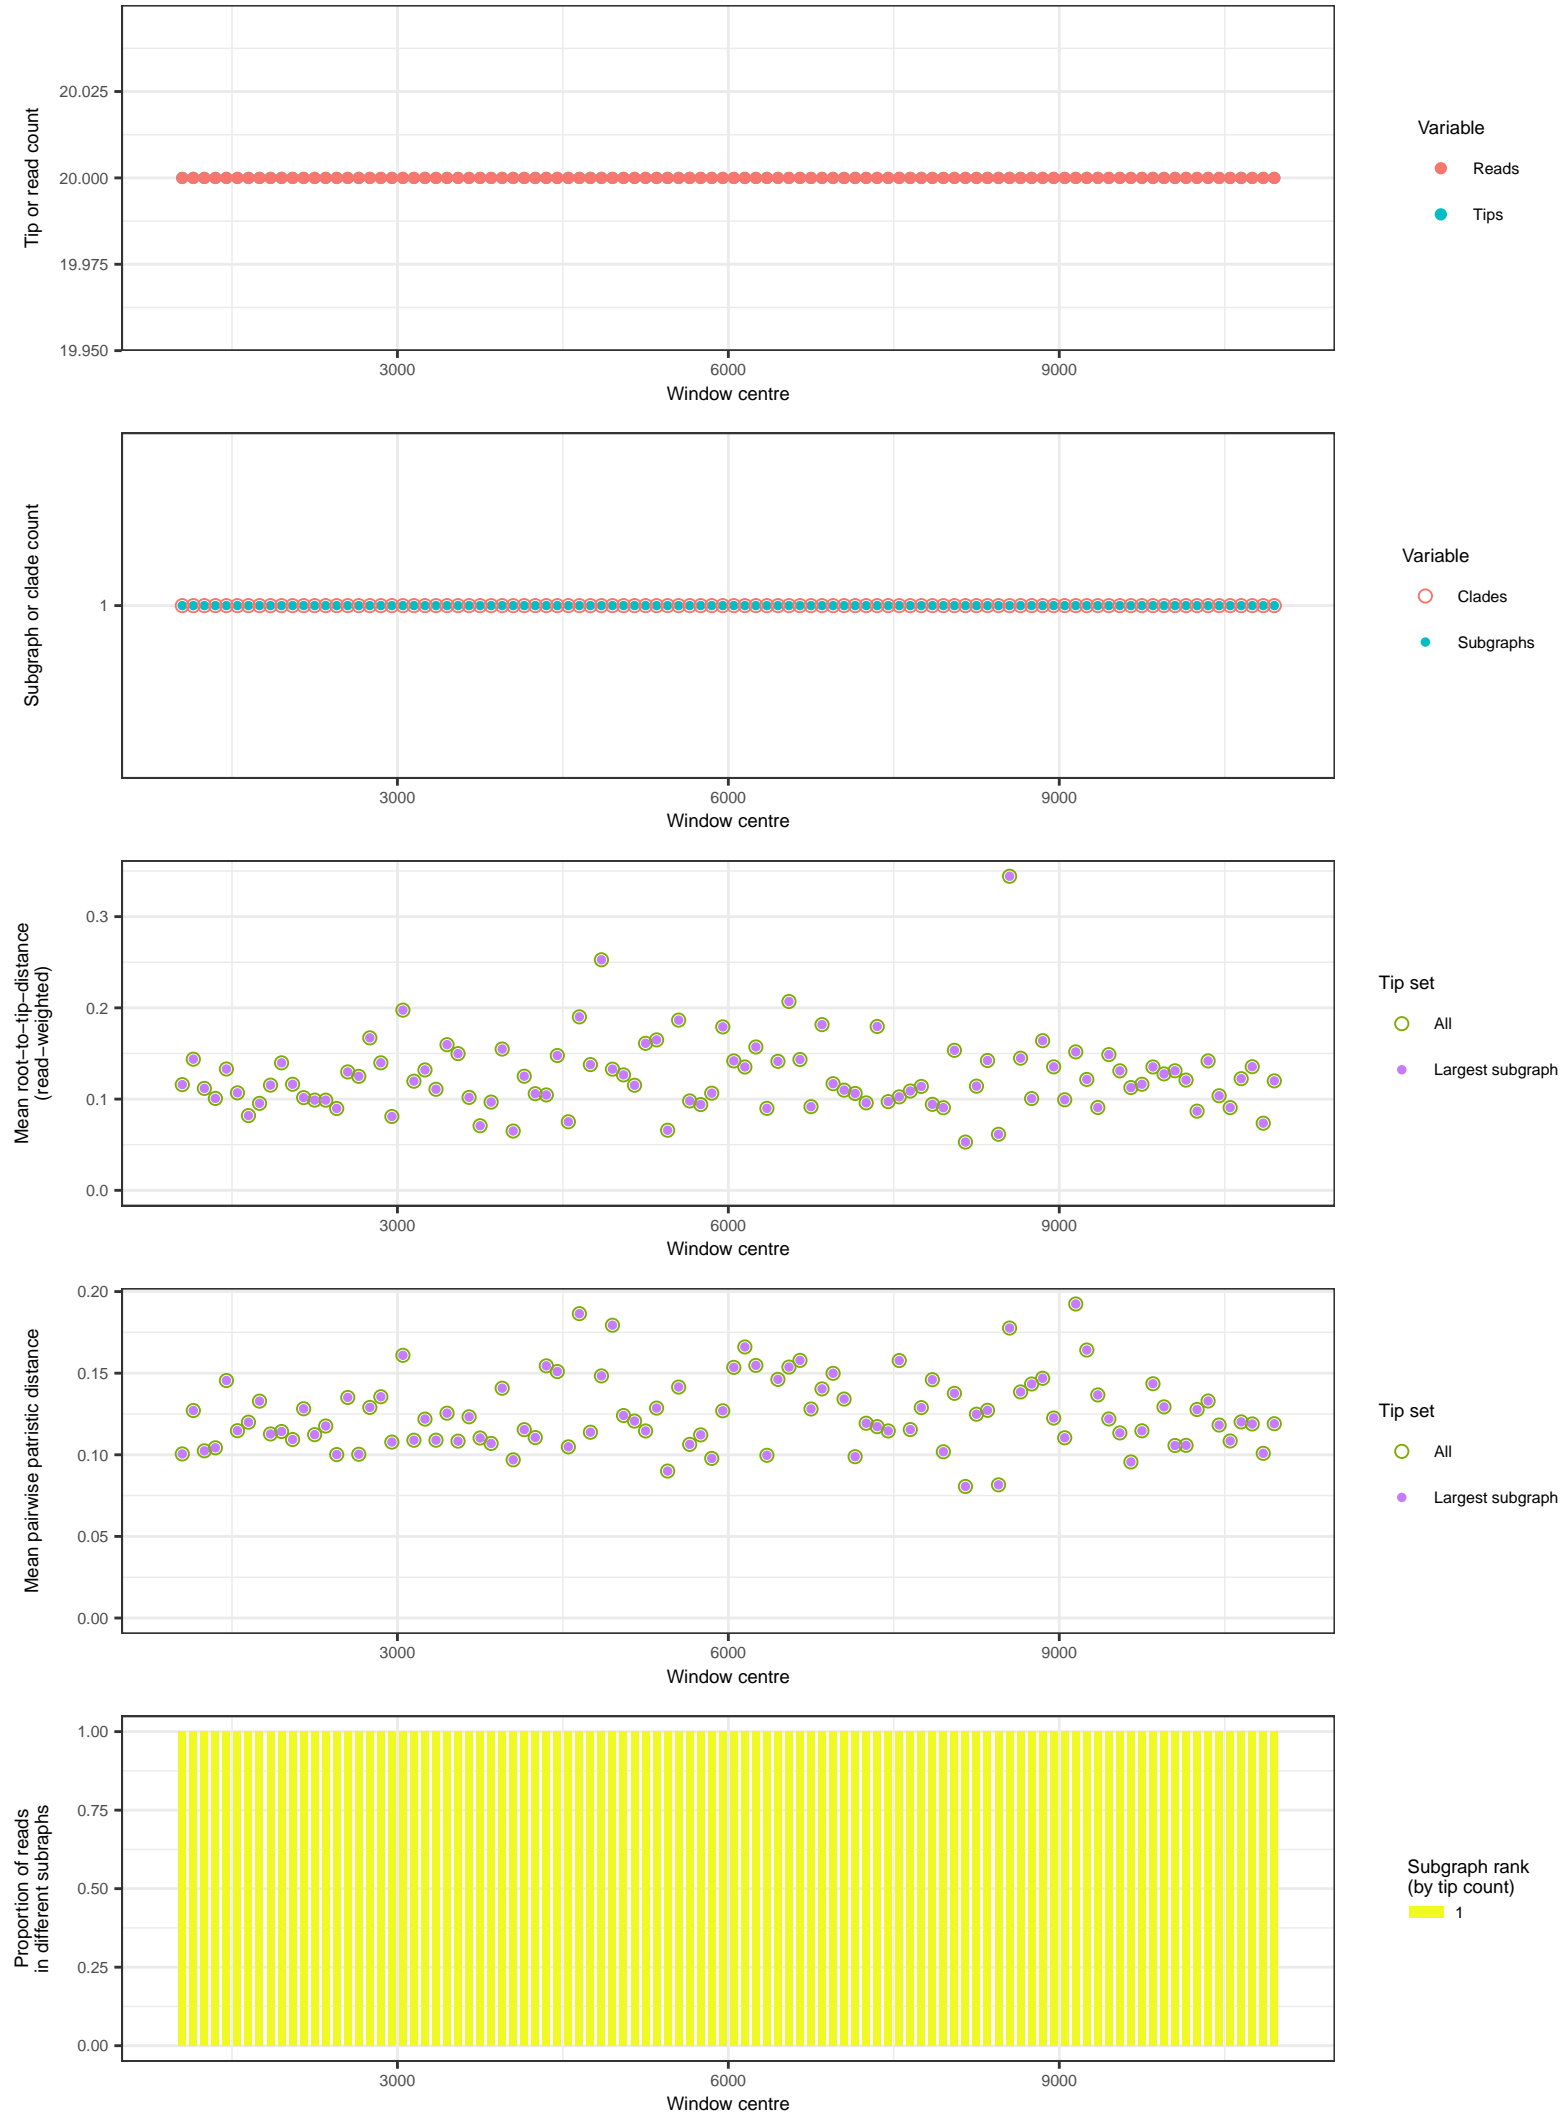 20.025
20.000
19.975
19.950
Tip or read count
3000
6000
9000
Window centre
Variable
Reads
Tips
1
Subgraph or clade count
3000
6000
9000
Window centre
Variable
Clades
Subgraphs
0.3
0.2
0.1
0.0
Mean root−to−tip−distance
(read−weighted)
3000
6000
9000
Window centre
Tip set
All
Largest subgraph
0.20
0.15
0.10
0.05
0.00
Mean pairwise patristic distance
3000
6000
9000
Window centre
Tip set
All
Largest subgraph
1.00
0.75
0.50
0.25
0.00
Proportion of reads
in different subraphs
3000
6000
9000
Window centre
Subgraph rank
(by tip count)
1